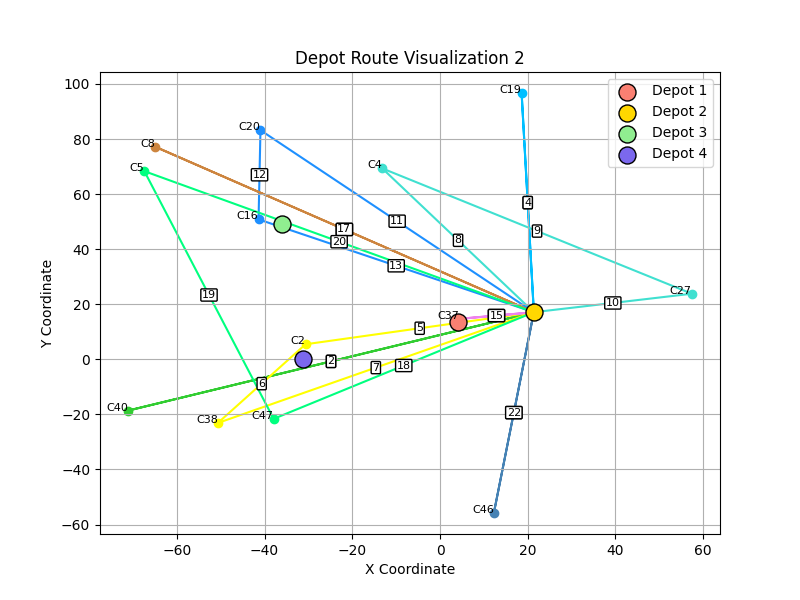 Depot Route Visualization 2
Depot 1
Depot 2
Depot 3
Depot 4
C19
C20
C8
C4
C5
C16
C27
C37
C2
C40
C38
C47
C46
12
4
11
17
9
20
8
13
19
10
15
5
2
7
18
6
22
100
80
60
40
20
0
−20
−40
−60
−60
−40
−20
0
20
40
60
Y Coordinate
X Coordinate